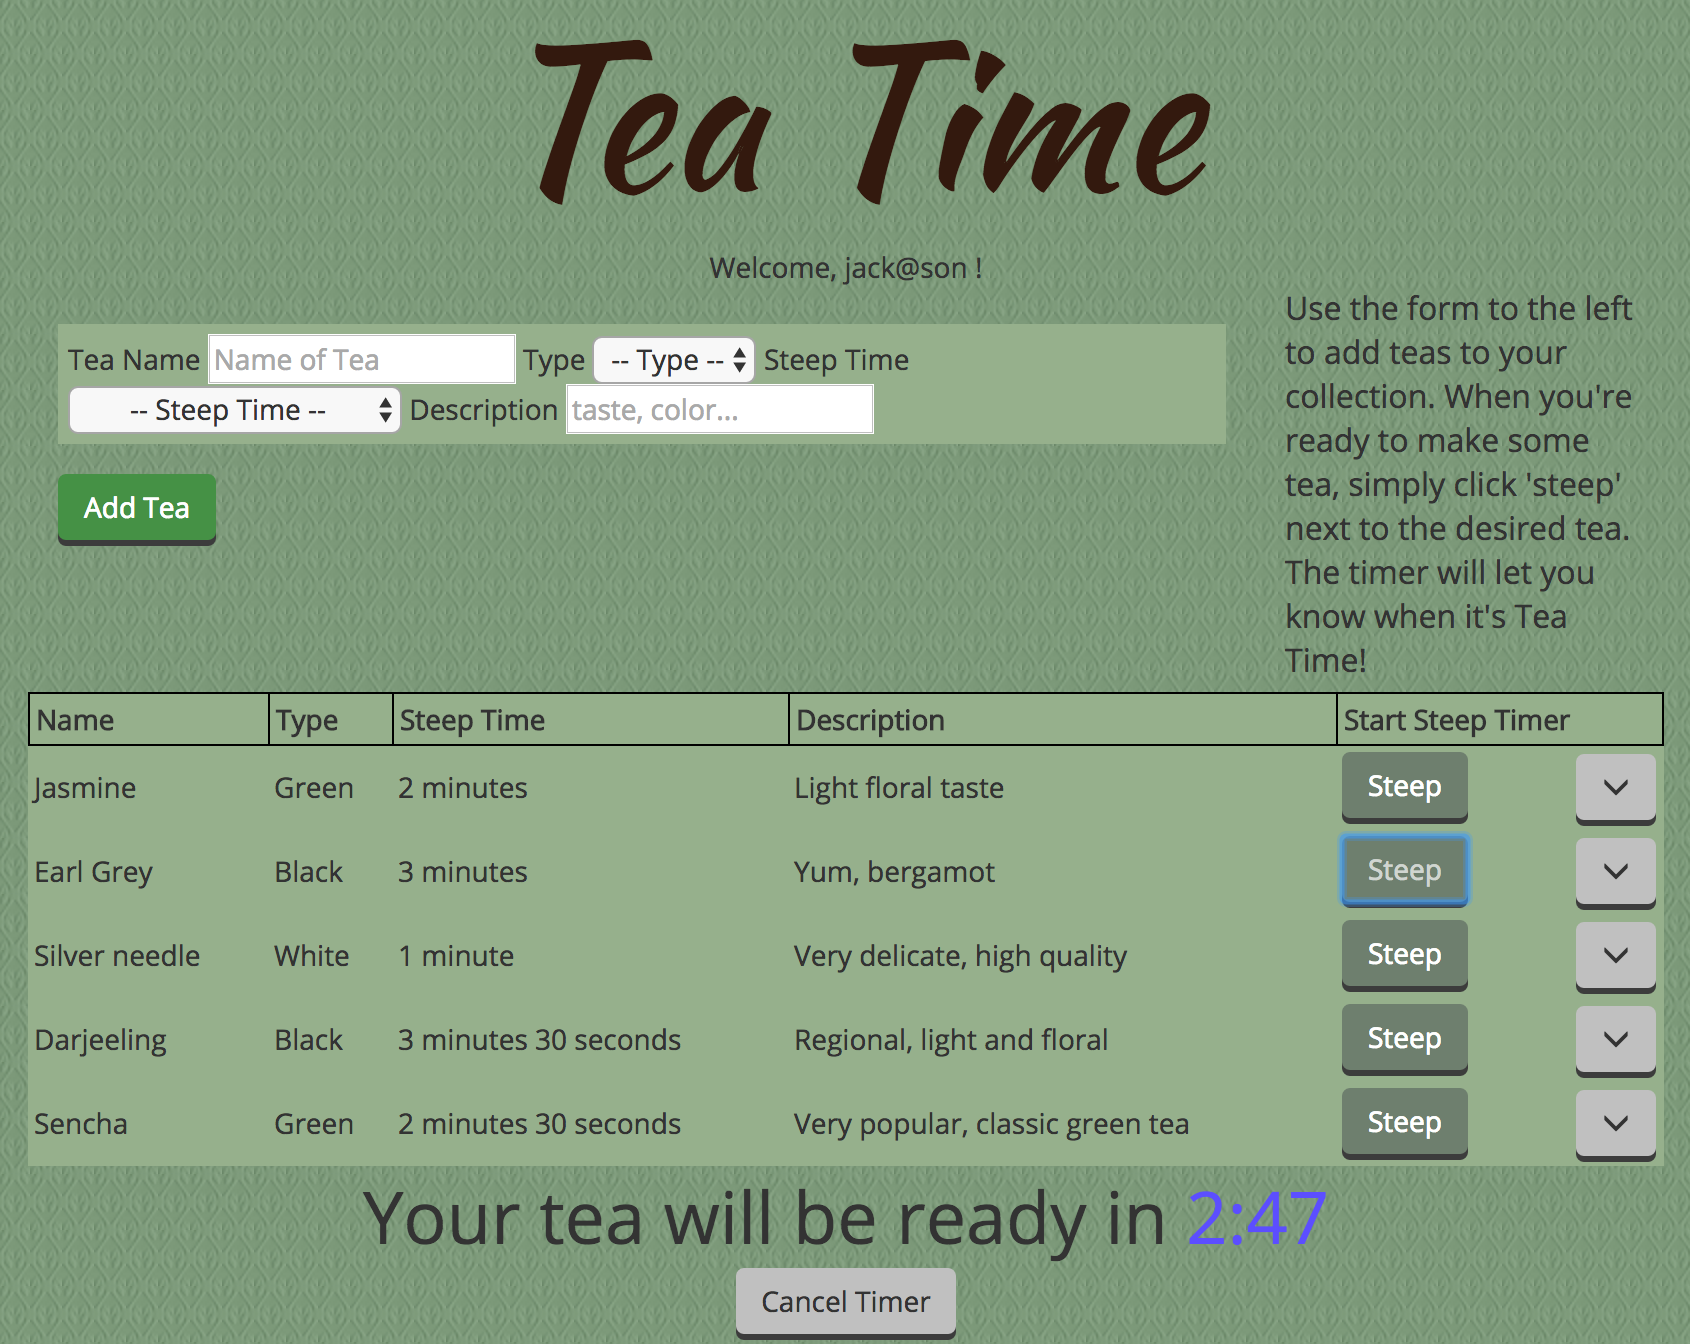 Tea Time
Welcome, jack@son !
Tea Name Name of Tea Type -- Type -- Steep Time
-- Steep Time -- Description taste, color...
Add Tea
Use the form to the left
to add teas to your
collection. When you're
ready to make some
tea, simply click 'steep'
next to the desired tea.
The timer will let you
know when it's Tea
Time!
Name Type Steep Time Description Start Steep Timer
Jasmine Green 2 minutes Light floral taste Steep
Earl Grey Black 3 minutes Yum, bergamot Steep
Silver needle White 1 minute Very delicate, high quality Steep
Darjeeling Black 3 minutes 30 seconds Regional, light and floral Steep
Sencha Green 2 minutes 30 seconds Very popular, classic green tea Steep
Your tea will be ready in 2:47
Cancel Timer